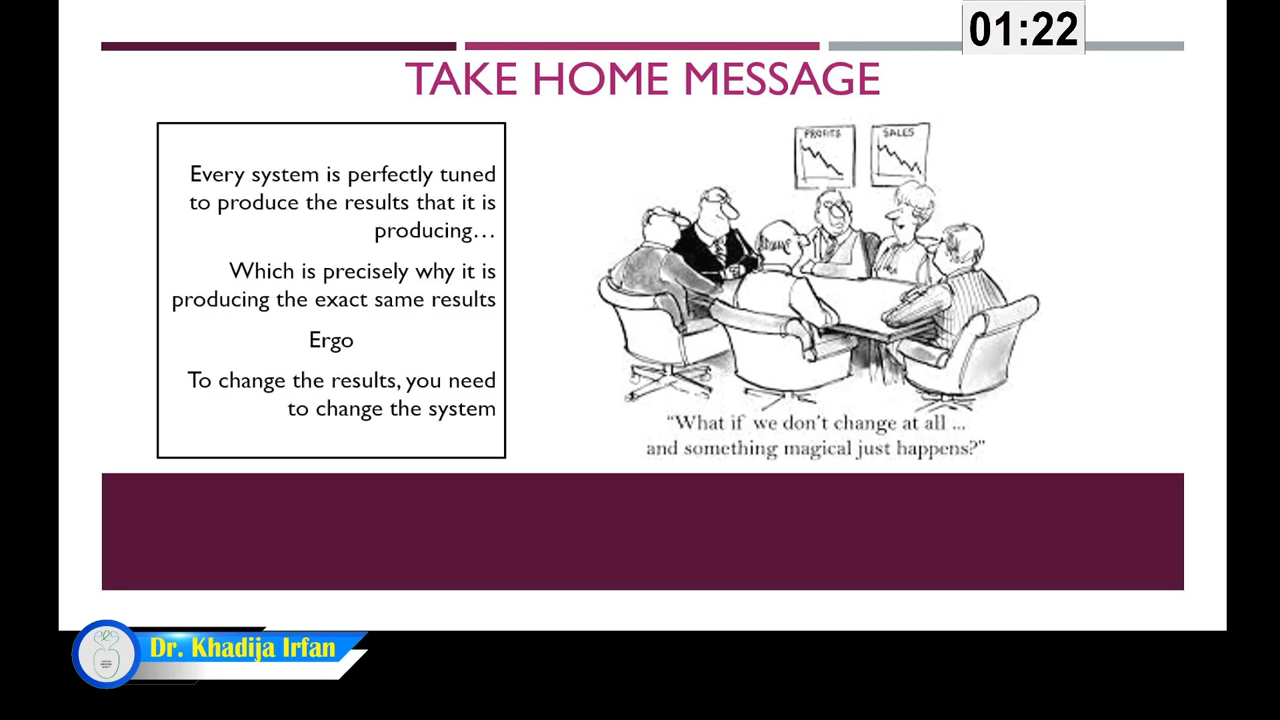 01:22
TAKE HOME MESSAGE
Every system is perfectly tuned
to produce the results that it is
producing...
Which is precisely why it is
producing the exact same results
Ergo
To change the results, you need
to change the system
PROFITS
SALES
“What if we don’t change at all ...
and something magical just happens?”
Dr. Khadija Irfan